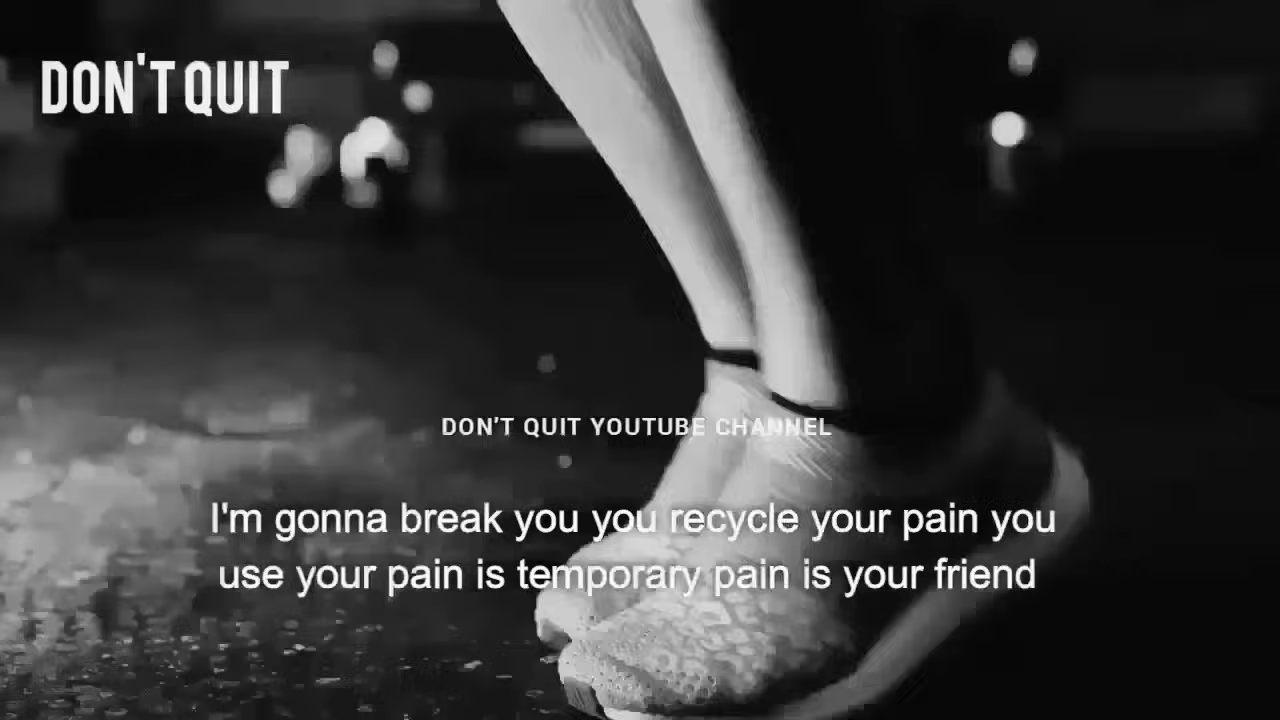 DON'T QUIT
DON'T QUIT YOUTUBE CHANNEL
I'm gonna break you you recycle your pain you
use your pain is temporary pain is your friend